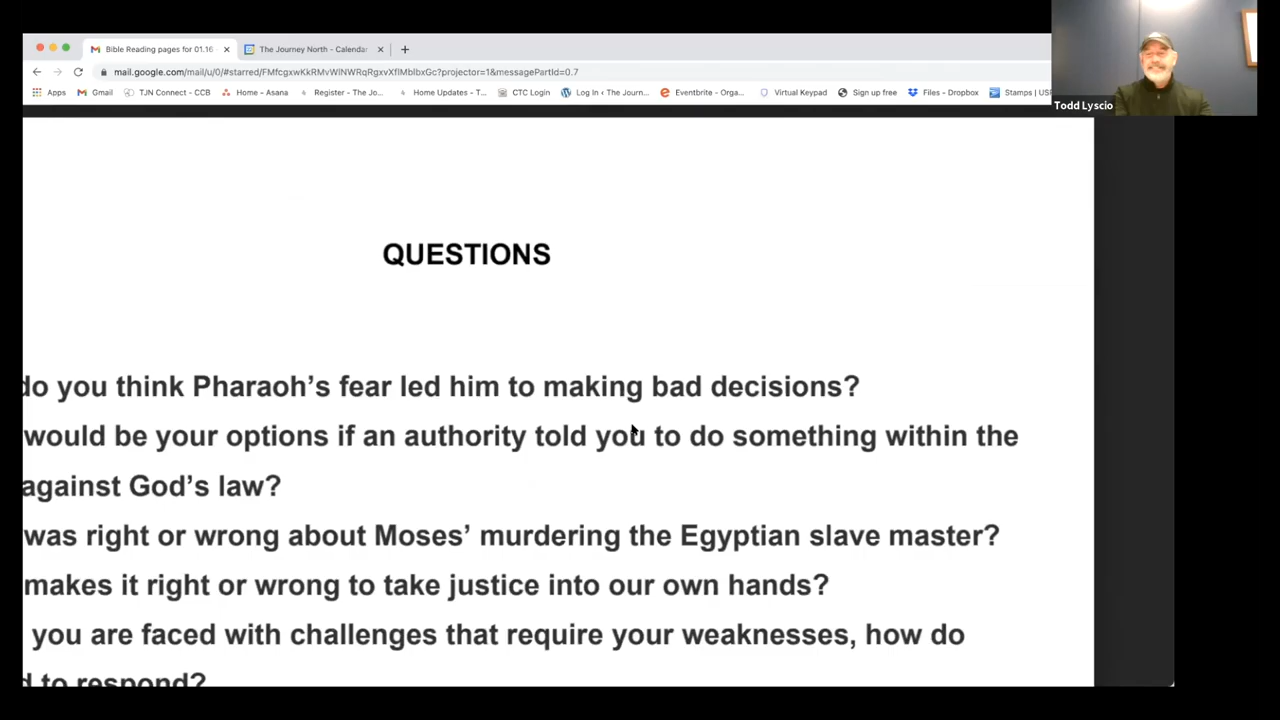 Bible Reading pages for 01.16
The Journey North - Calendar
mail.google.com/mail/u/0/#starred/FMfcgxwKkRMvWlNWRqRgxvXflMblbxGc?projector=1&messagePartId=0.7
Apps Gmail TJN Connect – CCB Home – Asana Register - The Jo... Home Updates - T... CTC Login Log In ‹ The Journ... Eventbrite - Orga... Virtual Keypad Sign up free Files - Dropbox Stamps | USP
Todd Lyscio
QUESTIONS
do you think Pharaoh's fear led him to making bad decisions?
would be your options if an authority told you to do something within the
against God's law?
was right or wrong about Moses' murdering the Egyptian slave master?
makes it right or wrong to take justice into our own hands?
you are faced with challenges that require your weaknesses, how do
to respond?